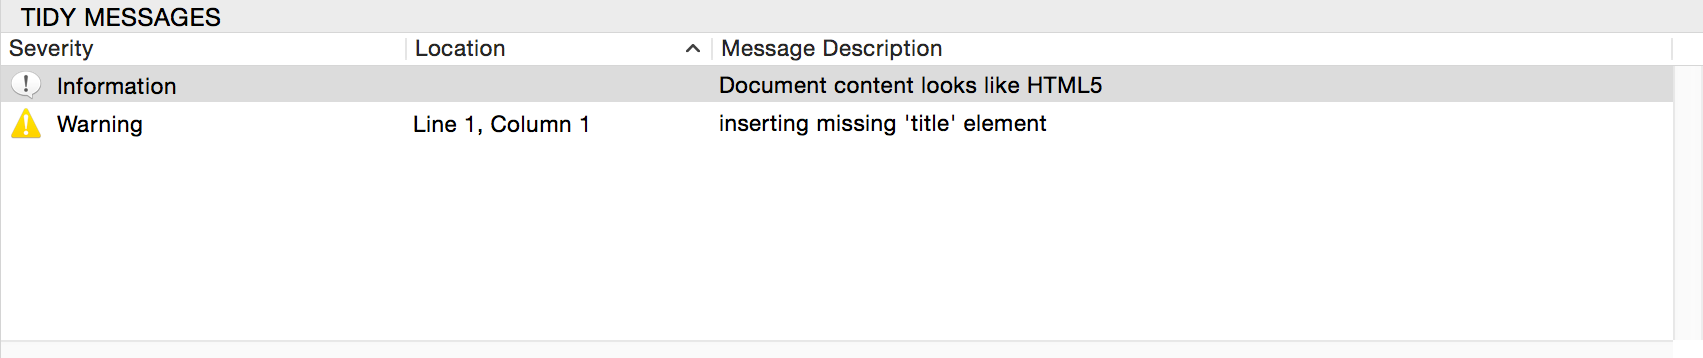 TIDY MESSAGES
Severity Location Message Description
Information Document content looks like HTML5
Warning Line 1, Column 1 inserting missing 'title' element